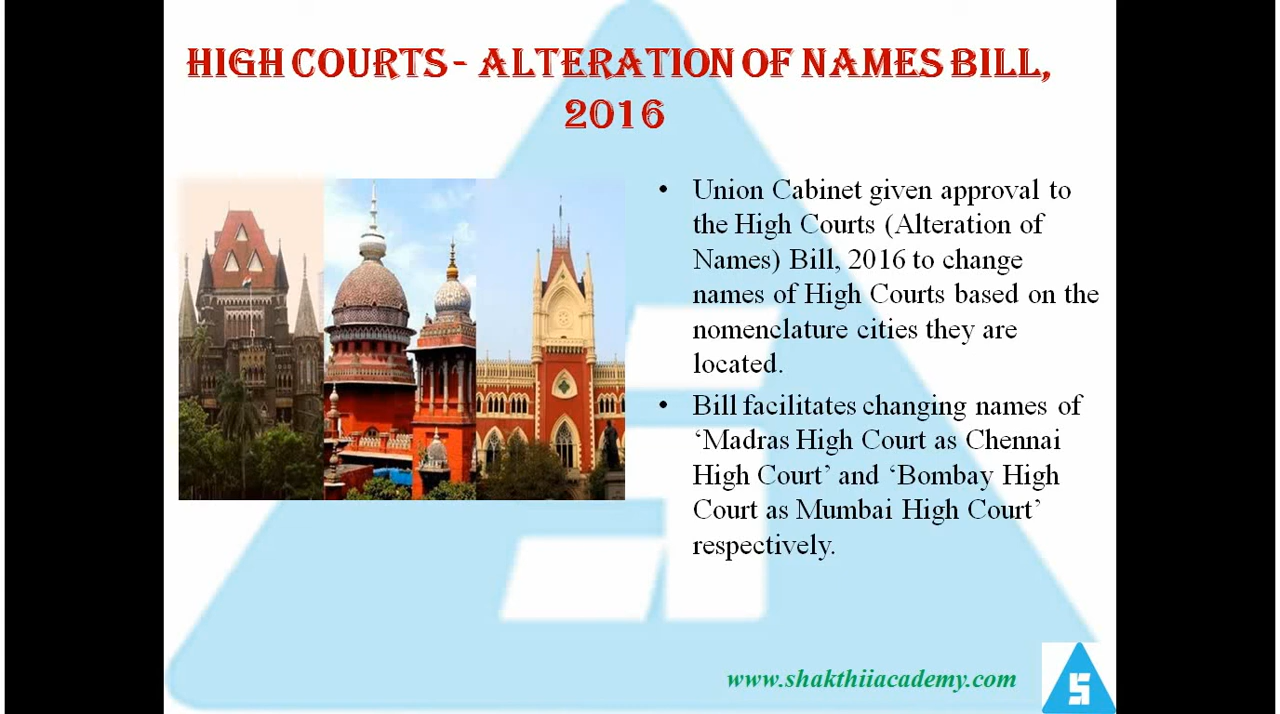 HIGH COURTS - ALTERATION OF NAMES BILL,
2016
• Union Cabinet given approval to
the High Courts (Alteration of
Names) Bill, 2016 to change
names of High Courts based on the
nomenclature cities they are
located.
• Bill facilitates changing names of
‘Madras High Court as Chennai
High Court’ and ‘Bombay High
Court as Mumbai High Court’
respectively.
www.shakthiiacademy.com
S